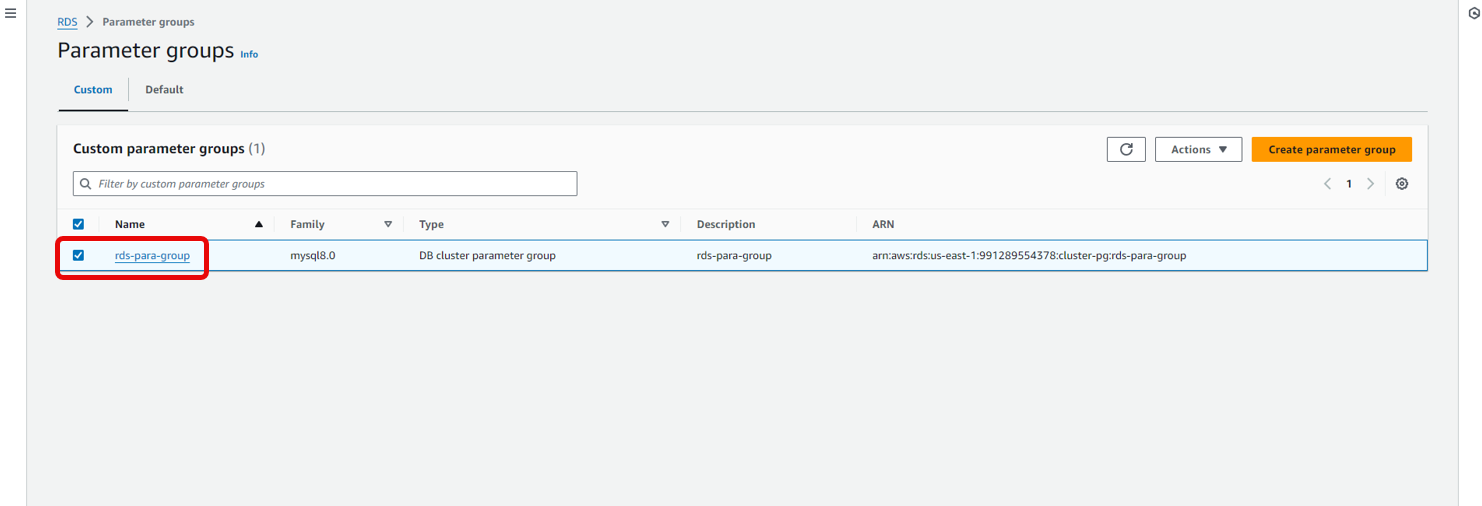 RDS > Parameter groups
Parameter groups Info
Custom Default
Custom parameter groups (1) Actions Create parameter group
Filter by custom parameter groups 1
Name Family Type Description ARN
rds-para-group mysql8.0 DB cluster parameter group rds-para-group arn:aws:rds:us-east-1:991289554378:cluster-pg:rds-para-group